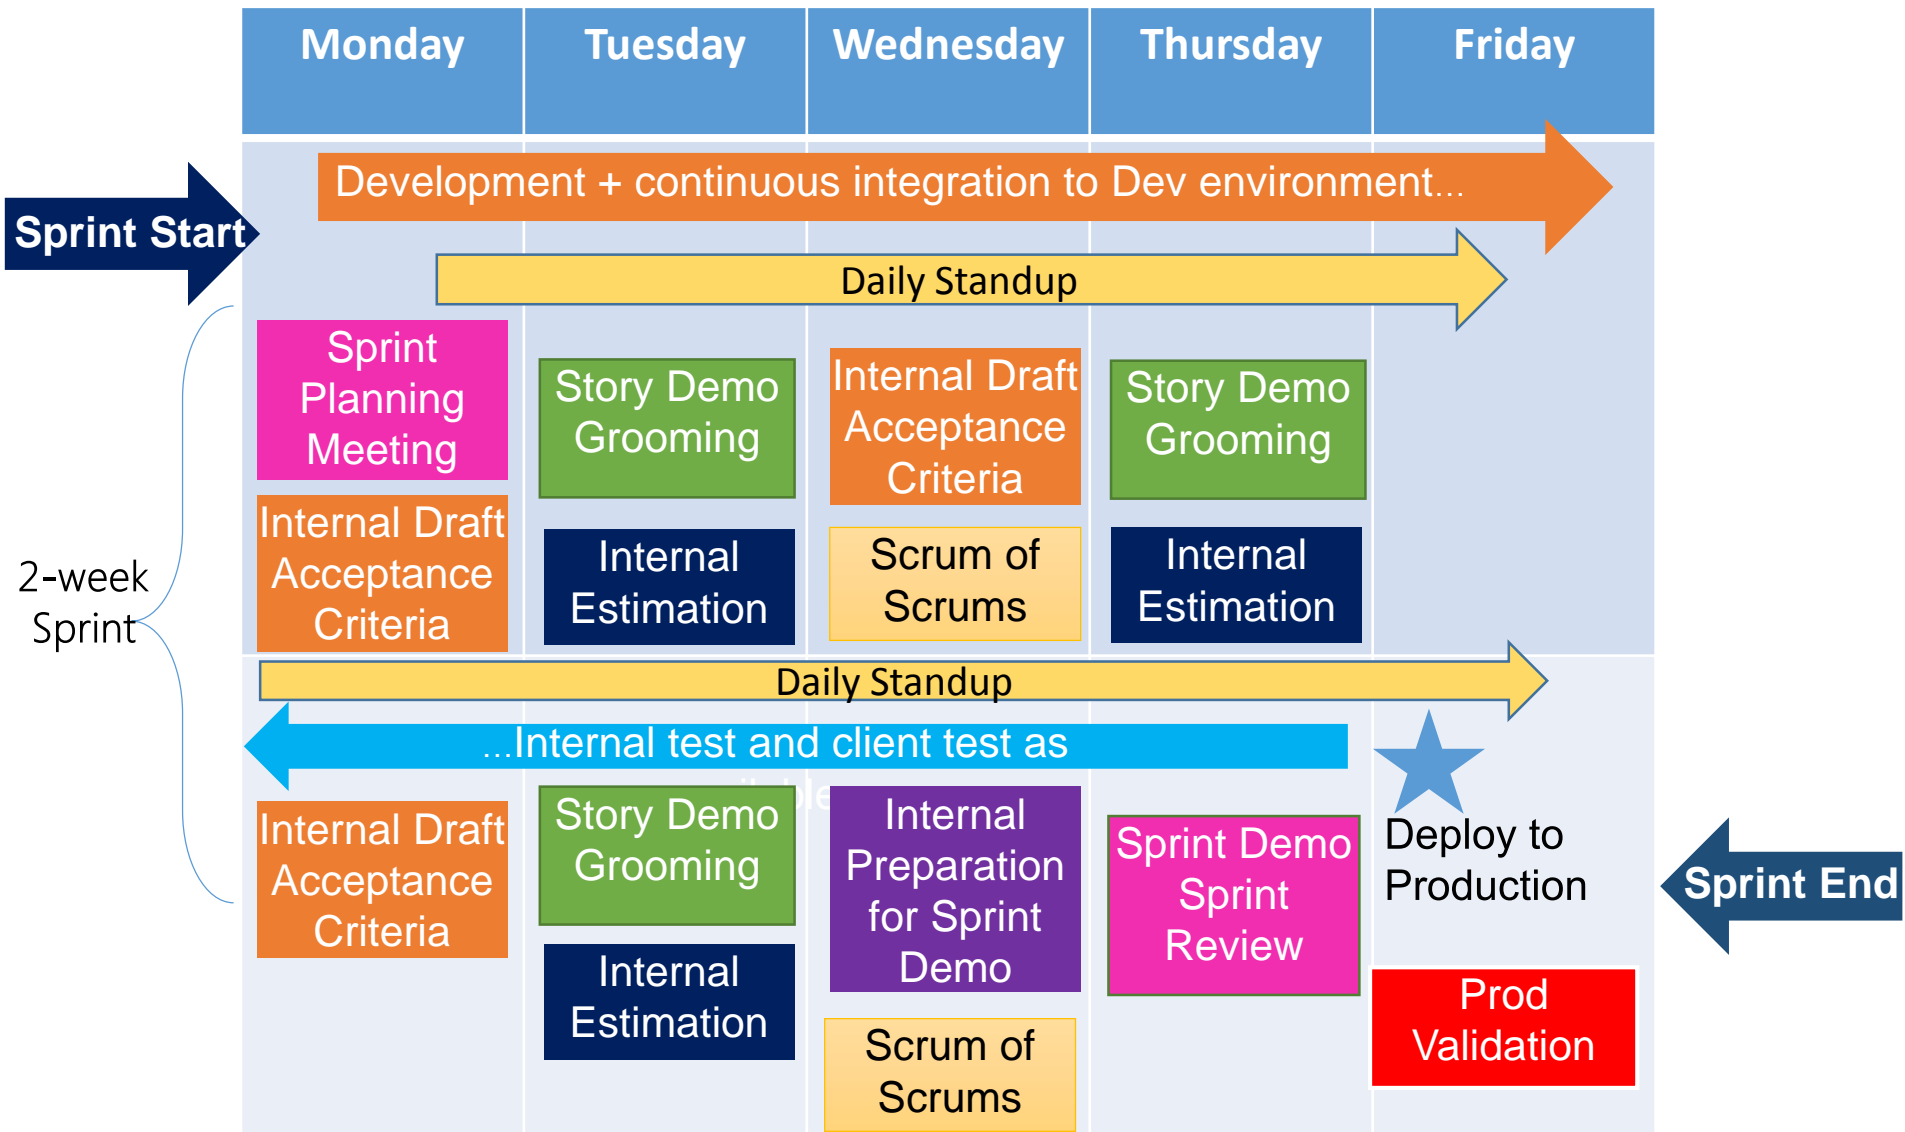 Monday
Tuesday
Wednesday
Thursday
Friday
Development + continuous integration to Dev environment...
Sprint Start
Daily Standup
Sprint
Planning
Meeting
Story Demo
Grooming
Internal Draft
Acceptance
Criteria
Story Demo
Grooming
Internal Draft
Acceptance
Criteria
Internal
Estimation
Scrum of
Scrums
Internal
Estimation
2-week
Sprint
Daily Standup
...Internal test and client test as
Internal Draft
Acceptance
Criteria
Story Demo
Grooming
Internal
Preparation
for Sprint
Demo
Sprint Demo
Sprint
Review
Deploy to
Production
Sprint End
Internal
Estimation
Scrum of
Scrums
Prod
Validation